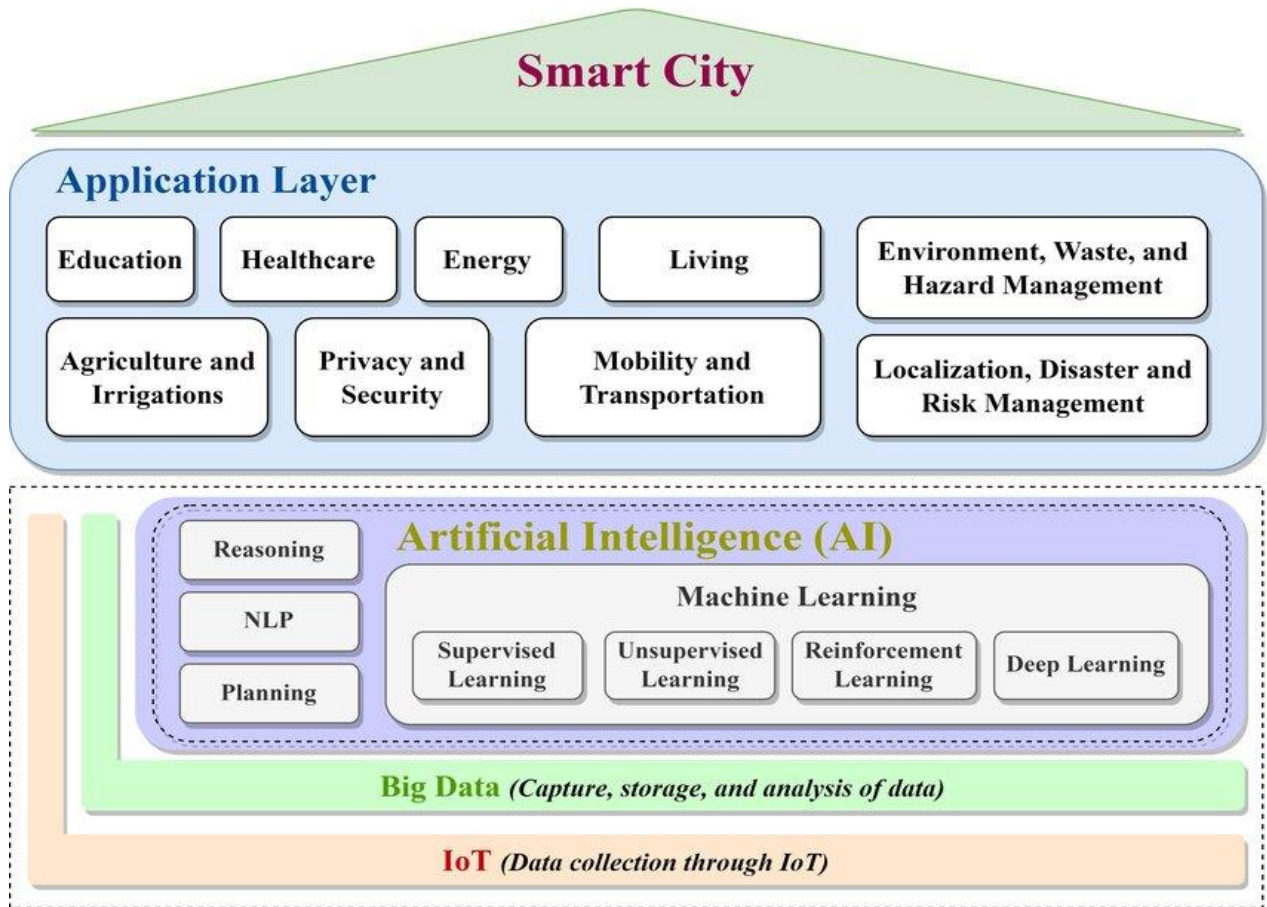 Smart City
Application Layer
Education
Healthcare
Energy
Living
Environment, Waste, and
Hazard Management
Agriculture and
Irrigations
Privacy and
Security
Mobility and
Transportation
Localization, Disaster and
Risk Management
Artificial Intelligence (AI)
Reasoning
NLP
Planning
Machine Learning
Supervised
Learning
Unsupervised
Learning
Reinforcement
Learning
Deep Learning
Big Data (Capture, storage, and analysis of data)
IoT (Data collection through IoT)